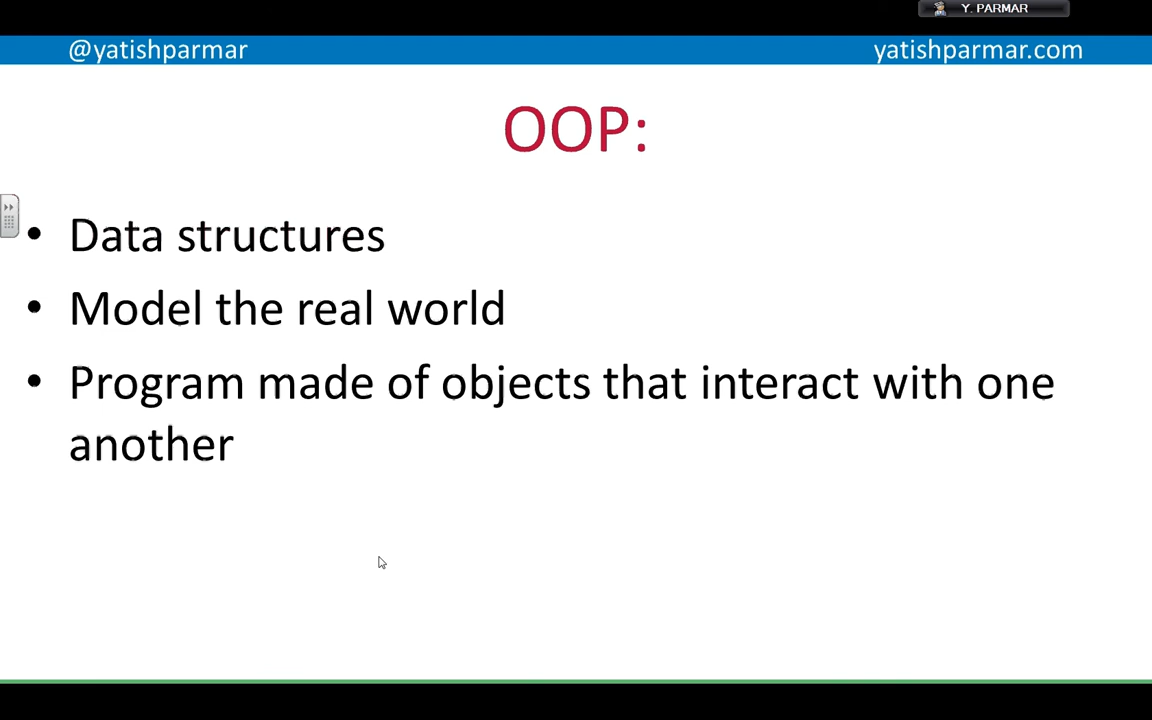 Y. PARMAR
@yatishparmar yatishparmar.com
OOP:
• Data structures
• Model the real world
• Program made of objects that interact with one
another